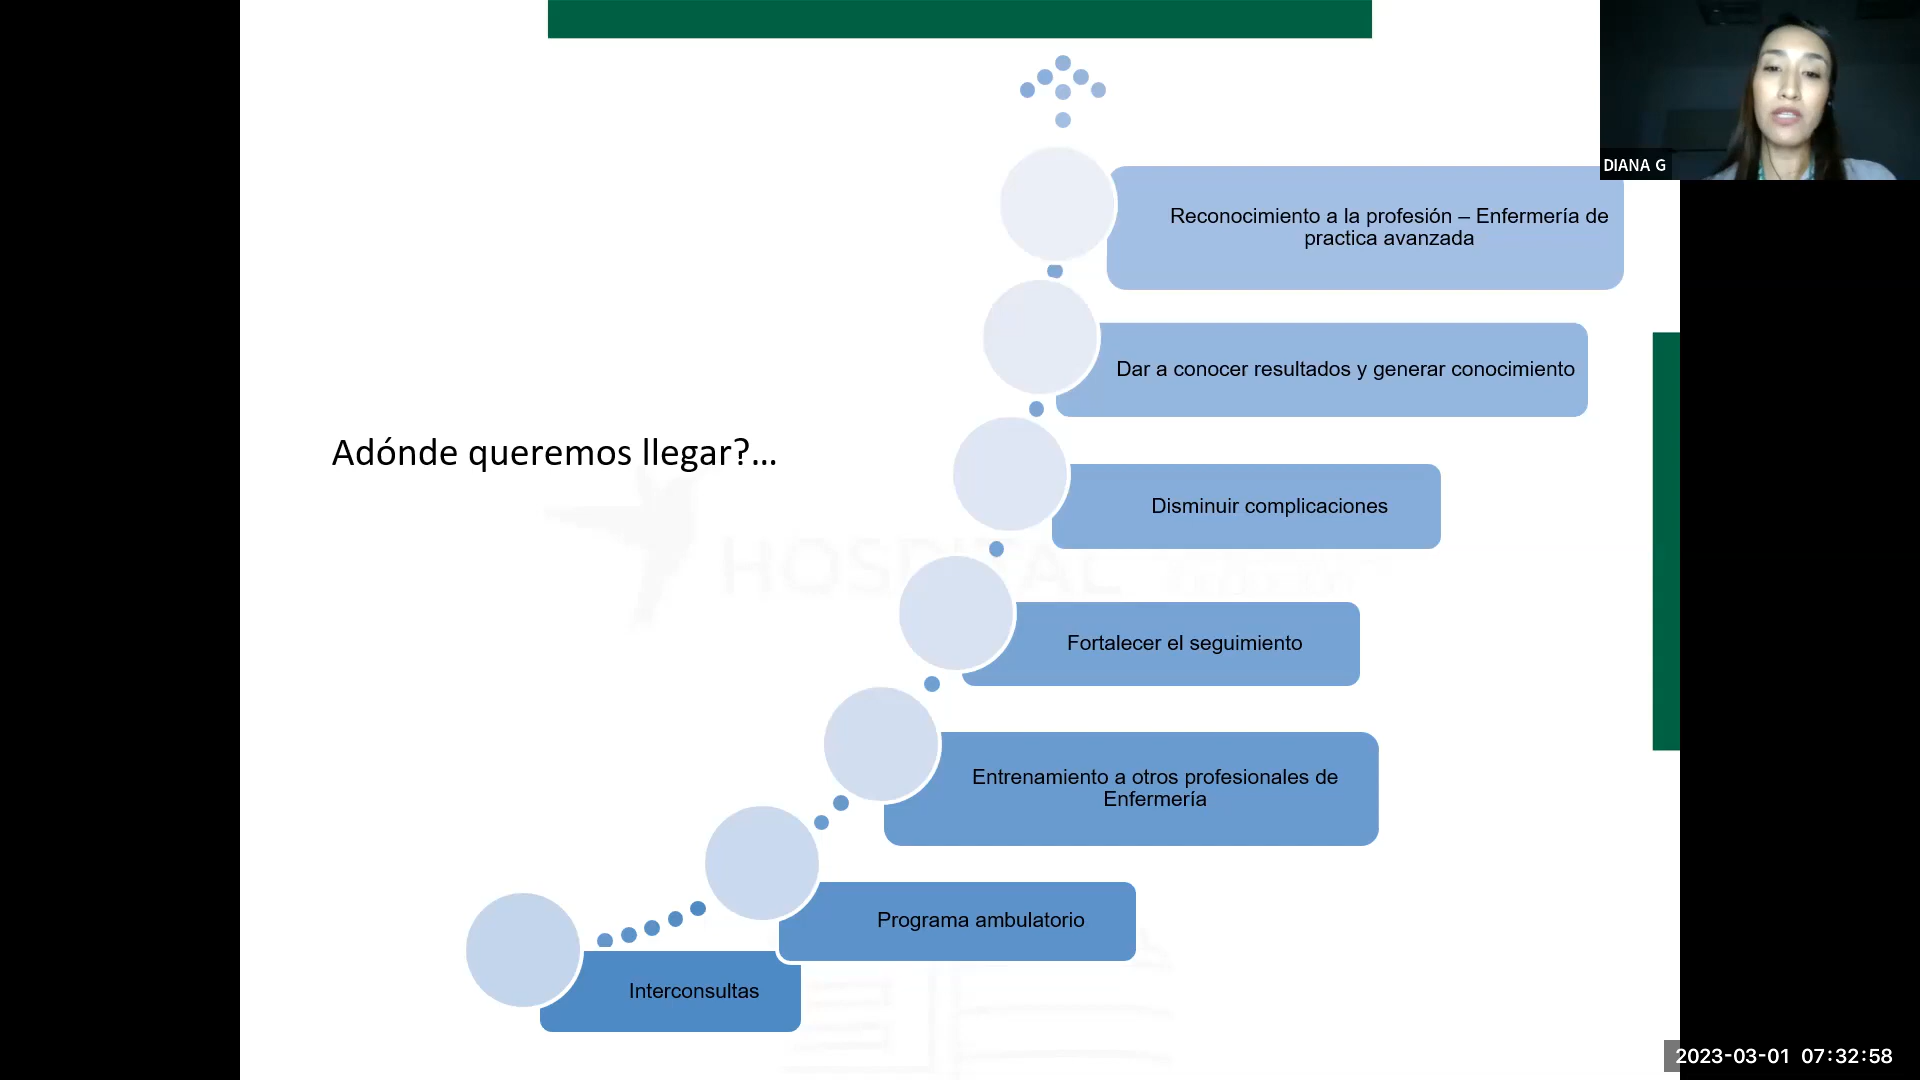 DIANA G
Reconocimiento a la profesión – Enfermería de
practica avanzada
Dar a conocer resultados y generar conocimiento
Adónde queremos llegar?...
Disminuir complicaciones
HOSPITAL
Fortalecer el seguimiento
Entrenamiento a otros profesionales de
Enfermería
Programa ambulatorio
Interconsultas
2023-03-01 07:32:58